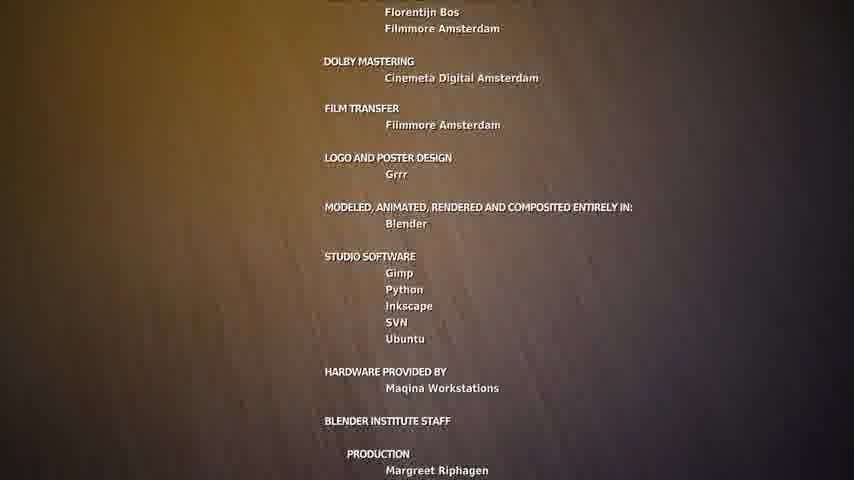 Florentijn Bos
Filmmore Amsterdam
DOLBY MASTERING
Cinemeta Digital Amsterdam
FILM TRANSFER
Filmmore Amsterdam
LOGO AND POSTER DESIGN
Grrr
MODELED, ANIMATED, RENDERED AND COMPOSITED ENTIRELY IN:
Blender
STUDIO SOFTWARE
Gimp
Python
Inkscape
SVN
Ubuntu
HARDWARE PROVIDED BY
Maqina Workstations
BLENDER INSTITUTE STAFF
PRODUCTION
Margreet Riphagen